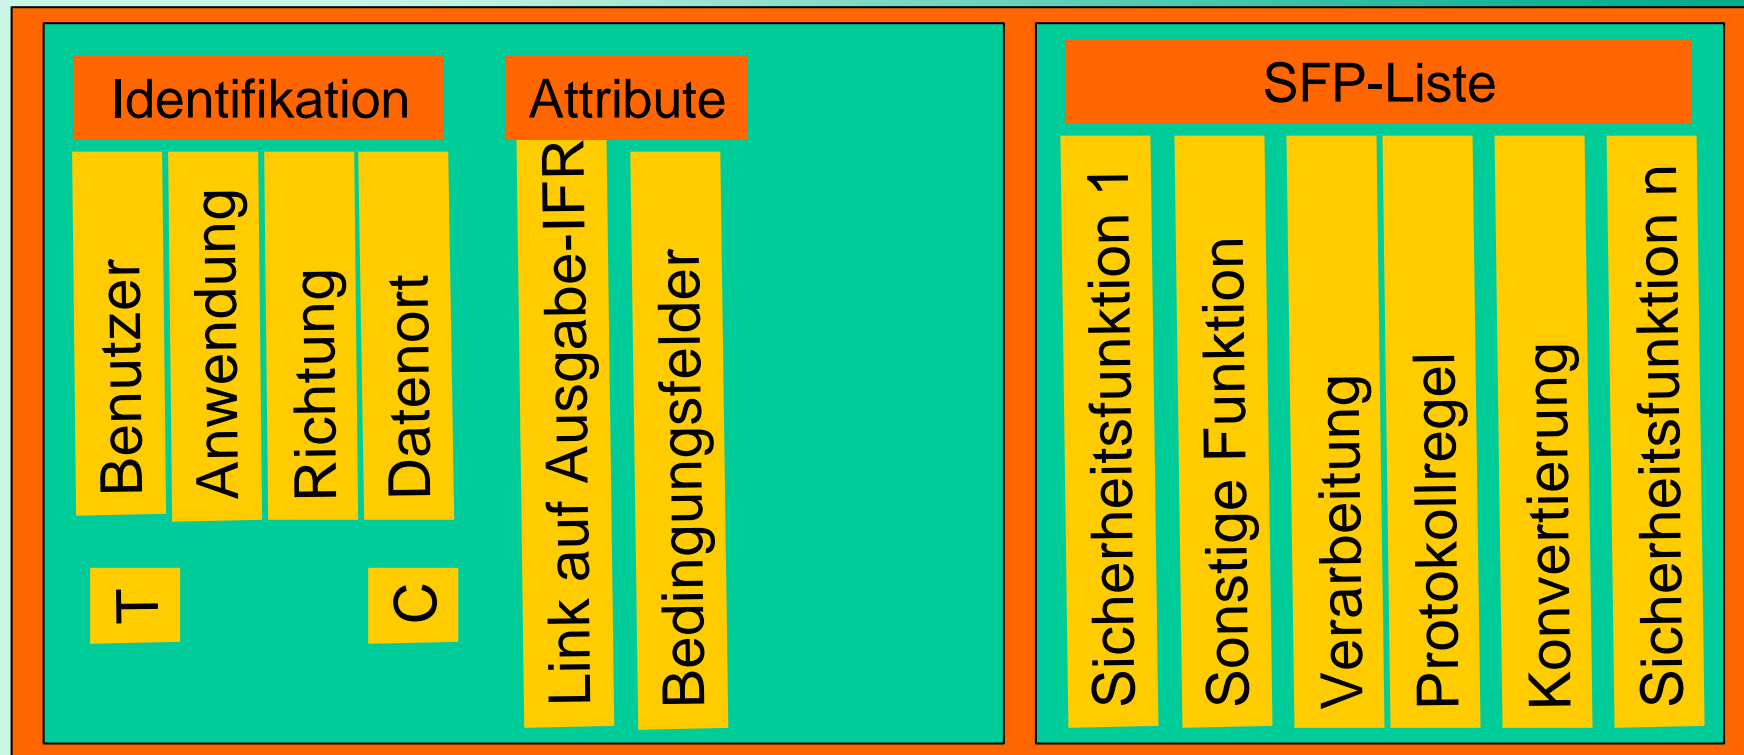 Identifikation
Benutzer
Anwendung
Richtung
Datenort
T
C
Attribute
Link auf Ausgabe-IFR
Bedingungsfelder
SFP-Liste
Sicherheitsfunktion 1
Sonstige Funktion
Verarbeitung
Protokollregel
Konvertierung
Sicherheitsfunktion n